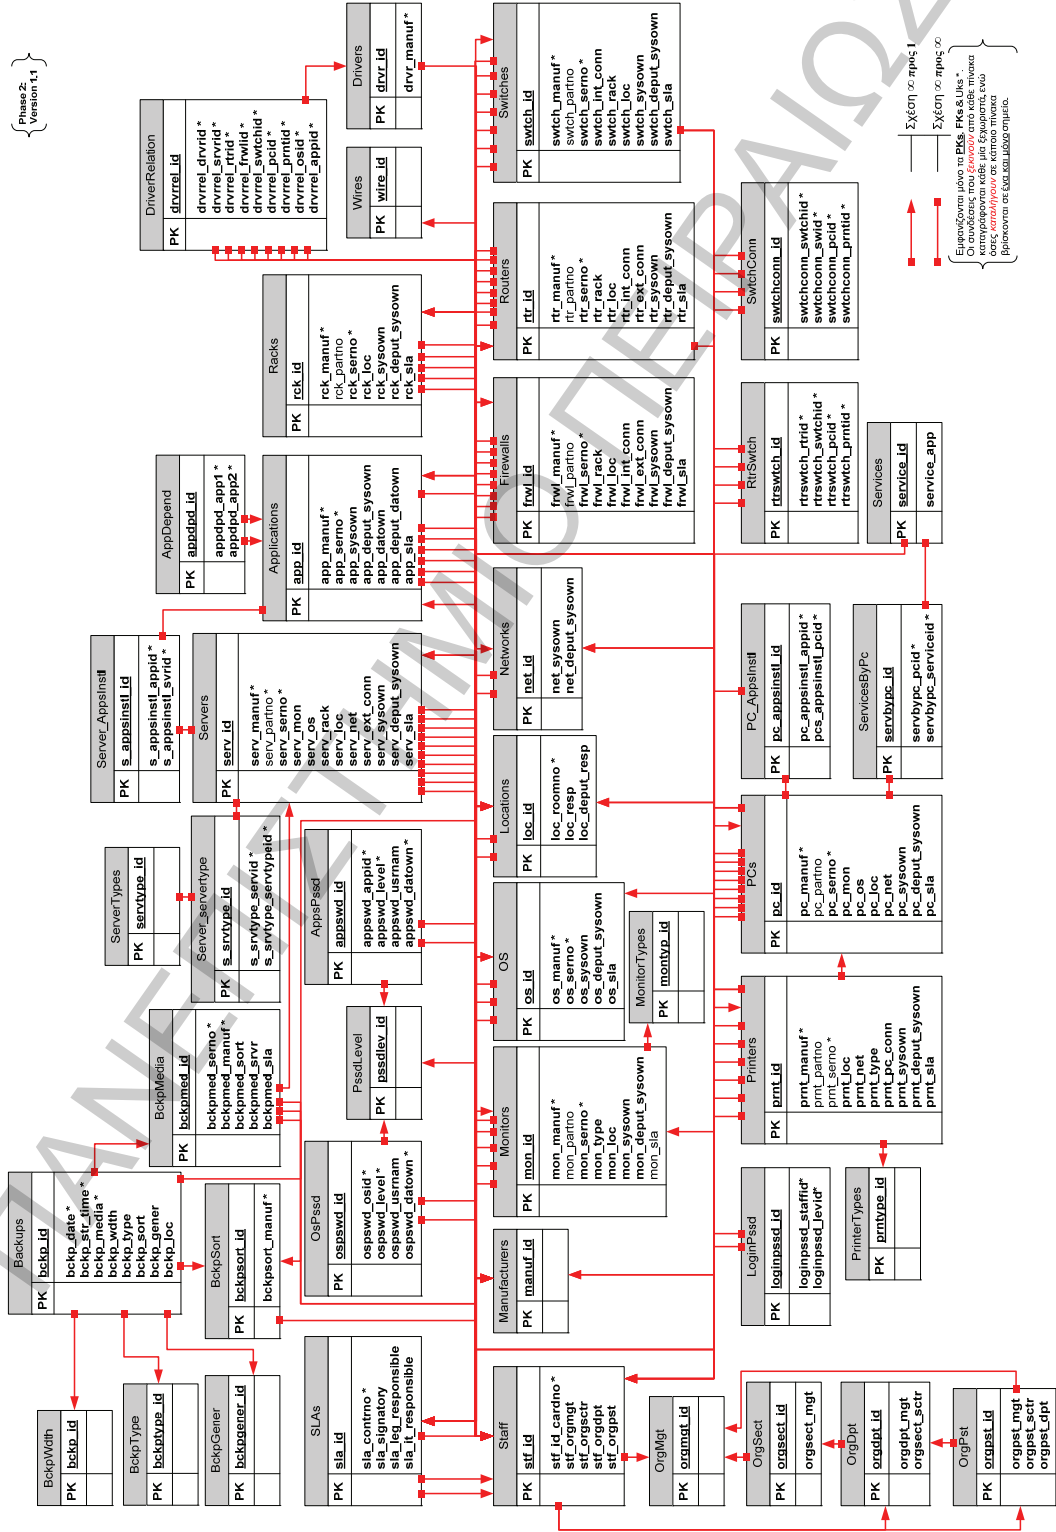 Phase 2:
Version 1.1
BckpWdth
PK bckp_id
BckpType
PK bckptype_id
BckpGener
PK bckpgener_id
Backups
PK bckp_id
bckp_date *
bckp_str_time *
bckp_media *
bckp_wdth
bckp_type
bckp_sort
bckp_gener
bckp_loc
BckpSort
PK bckpsort_id
bckpsort_manuf *
BckpMedia
PK bckpmed_id
bckpmed_serno *
bckpmed_manuf *
bckpmed_sort
bckpmed_srvr
bckpmed_sla
ServerTypes
PK servtype_id
Server_servertype
PK s_srvtype_id
s_srvtype_servid *
s_srvtype_servtypeid *
Server_AppsInstl
PK s_appsinstl_id
s_appsinstl_appid *
s_appsinstl_svrid *
Servers
PK serv_id
serv_manuf *
serv_partno *
serv_serno *
serv_mon
serv_os
serv_rack
serv_loc
serv_net
serv_ext_conn
serv_sysown
serv_deput_sysown
serv_sla
AppDepend
PK appdpd_id
appdpd_app1 *
appdpd_app2 *
Applications
PK app_id
app_manuf *
app_serno *
app_sysown
app_datown
app_deput_sysown
app_deput_datown
app_sla
Racks
PK rck_id
rck_manuf *
rck_partno
rck_serno *
rck_loc
rck_sysown
rck_deput_sysown
rck_sla
DriverRelation
PK drvrrel_id
drvrrel_drvrid *
drvrrel_srvrid *
drvrrel_rtrid *
drvrrel_frwlid *
drvrrel_swtchid *
drvrrel_pcid *
drvrrel_prntid *
drvrrel_osid *
drvrrel_appid *
Wires
PK wire_id
Drivers
PK drvr_id
drvr_manuf *
SLAs
PK sla_id
sla_contrno *
sla_signatory
sla_leg_responsible
sla_it_responsible
OsPssd
PK ospswd_id
ospswd_osid *
ospswd_level *
ospswd_usrnam
ospswd_datown *
PssdLevel
PK pssdlev_id
AppsPssd
PK appswd_id
appswd_appid *
appswd_level *
appswd_usrnam
appswd_datown *
Staff
PK stf_id
stf_id_cardno *
stf_orgmgt
stf_orgsct
stf_orgdpt
stf_orgpst
Manufacturers
PK manuf_id
Monitors
PK mon_id
mon_manuf *
mon_partno
mon_serno *
mon_type
mon_loc
mon_sysown
mon_deput_sysown
mon_sla
OS
PK os_id
os_manuf *
os_serno *
os_sysown
os_deput_sysown
os_sla
MonitorTypes
PK montyp_id
Locations
PK loc_id
loc_roomno *
loc_resp
loc_deput_resp
Networks
PK net_id
net_sysown
net_deput_sysown
Firewalls
PK frwl_id
frwl_manuf *
frwl_partno
frwl_serno *
frwl_rack
frwl_loc
frwl_int_conn
frwl_ext_conn
frwl_sysown
frwl_deput_sysown
frwl_sla
Routers
PK rtr_id
rtr_manuf *
rtr_partno
rtr_serno *
rtr_rack
rtr_loc
rtr_int_conn
rtr_ext_conn
rtr_sysown
rtr_deput_sysown
rtr_sla
Switches
PK swtch_id
swtch_manuf *
swtch_partno
swtch_serno *
swtch_int_conn
swtch_rack
swtch_loc
swtch_sysown
swtch_deput_sysown
swtch_sla
OrgMgt
PK orgmgt_id
OrgSect
PK orgsect_id
orgsect_mgt
OrgDpt
PK orgdpt_id
orgdpt_mgt
orgsect_sctr
OrgPst
PK orgpst_id
orgpst_mgt
orgpst_sctr
orgpst_dpt
LoginPssd
PK loginpssd_id
loginpssd_staffid *
loginpssd_levid *
PrinterTypes
PK prntype_id
Printers
PK prnt_id
prnt_manuf *
prnt_partno
prnt_serno *
prnt_loc
prnt_net
prnt_type
prnt_pc_conn
prnt_sysown
prnt_deput_sysown
prnt_sla
PCs
PK pc_id
pc_manuf *
pc_partno
pc_serno *
pc_mon
pc_os
pc_loc
pc_net
pc_sysown
pc_deput_sysown
pc_sla
PC_AppsInstl
PK pc_appsinstl_id
pc_appsinstl_appid *
pcs_appsinstl_pcid *
ServicesByPc
PK servbypc_id
servbypc_pcid *
servbypc_serviceid *
Services
PK service_id
service_app
RtrSwtch
PK rtrswtch_id
rtrswtch_rtrid *
rtrswtch_swtchid *
rtrswtch_pcid *
rtrswtch_prntid *
SwtchConn
PK swtchconn_id
swtchconn_swtchid *
swtchconn_swid *
swtchconn_pcid *
swtchconn_prntid *
Σχέση ∞ προς 1
Σχέση ∞ προς ∞
Εμφανίζονται μόνο τα PKs, FKs & Uks *.
Οι συνδέσεις που ξεκινούν από κάθε πίνακα
καταγράφονται κάθε μία ξεχωριστά, ενώ
όσες καταλήγουν σε κάποιο πίνακα
βρίσκονται σε ένα και μόνο σημείο.
ΠΑΝΕΠΙΣΤΗΜΙΟ ΠΕΙΡΑΙΩΣ